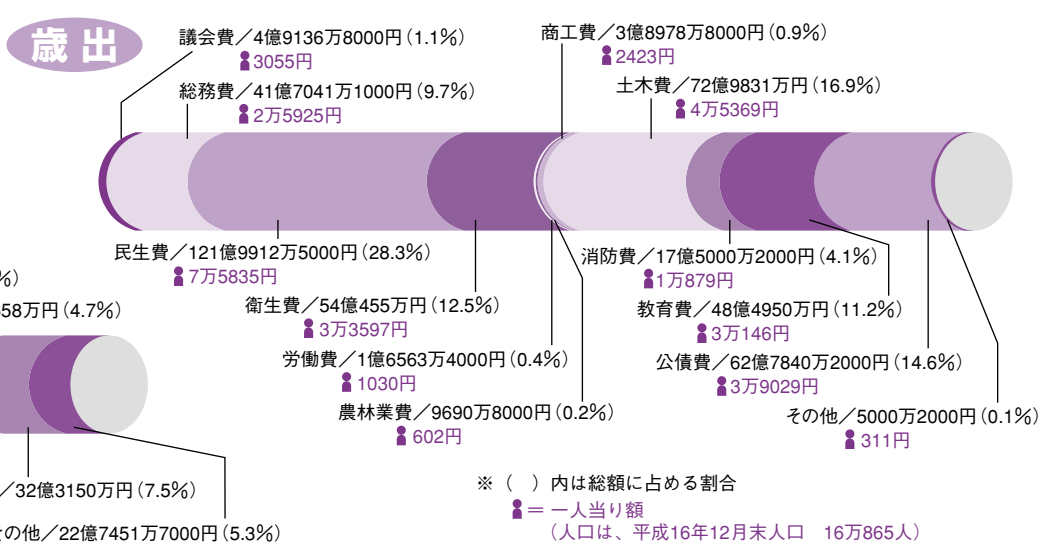 歳出
議会費／4億9136万8000円（1.1％）
3055円
総務費／41億7041万1000円（9.7％）
2万5925円
商工費／3億8978万8000円（0.9％）
2423円
土木費／72億9831万円（16.9％）
4万5369円
民生費／121億9912万5000円（28.3％）
7万5835円
衛生費／54億455万円（12.5％）
3万3597円
労働費／1億6563万4000円（0.4％）
1030円
農林業費／9690万8000円（0.2％）
602円
消防費／17億5000万2000円（4.1％）
1万879円
教育費／48億4950万円（11.2％）
3万146円
公債費／62億7840万2000円（14.6％）
3万9029円
その他／5000万2000円（0.1％）
311円
％）
58万円（4.7％）
／32億3150万円（7.5％）
の他／22億7451万7000円（5.3％）
※（　）内は総額に占める割合
＝ 一人当り額
（人口は、平成16年12月末人口　16万865人）